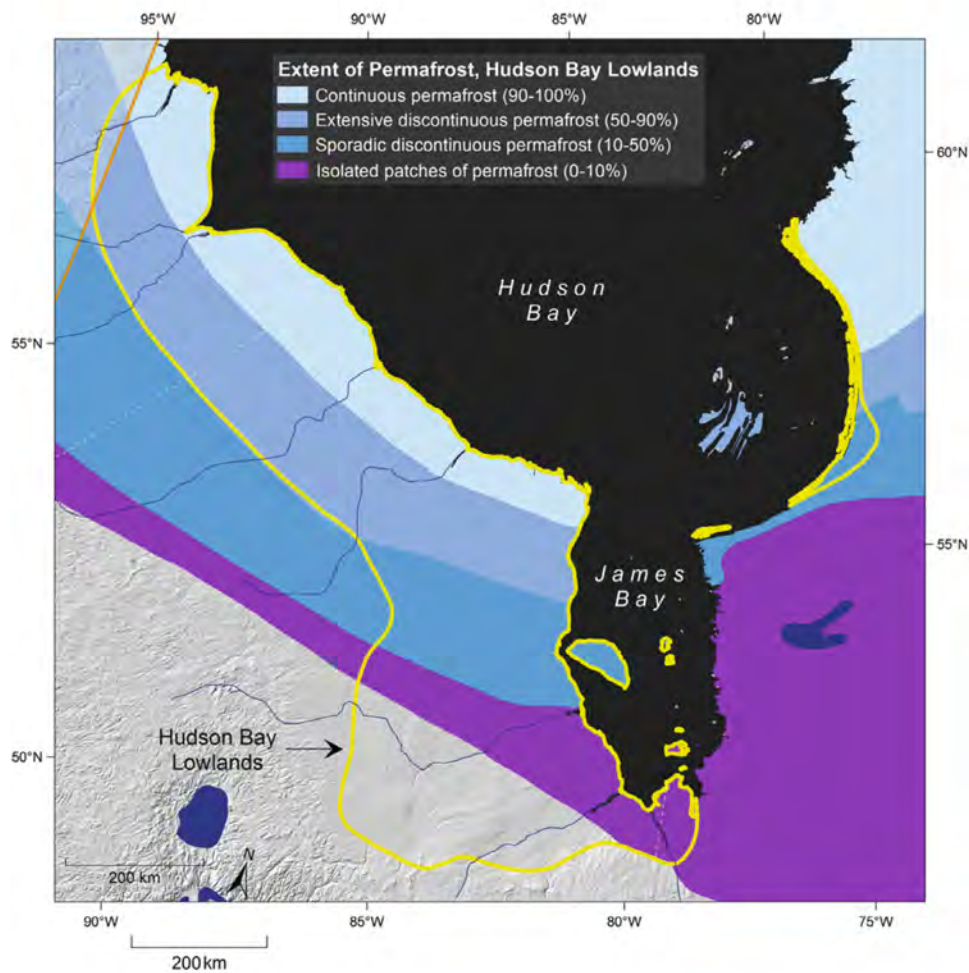 95°W 90°W 85°W 80°W
Extent of Permafrost, Hudson Bay Lowlands
Continuous permafrost (90-100%)
Extensive discontinuous permafrost (50-90%)
Sporadic discontinuous permafrost (10-50%)
Isolated patches of permafrost (0-10%)
60°N
Hudson
Bay
55°N
55°N
James
Bay
50°N
50°N
Hudson Bay
Lowlands
N
200 km
90°W 85°W 80°W 75°W
200 km